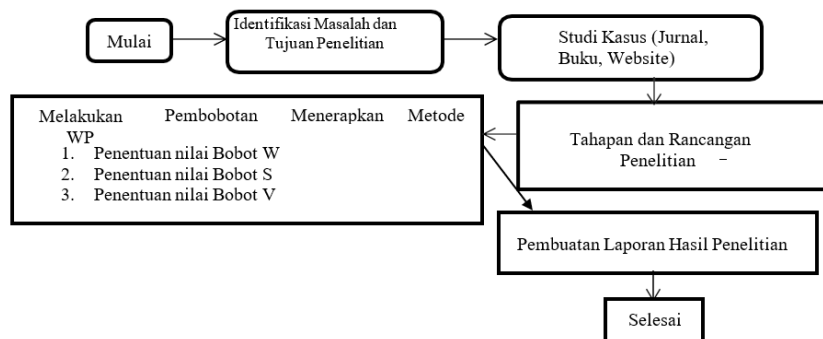 Mulai
Identifikasi Masalah dan
Tujuan Penelitian
Studi Kasus (Jurnal,
Buku, Website)
Tahapan dan Rancangan
Penelitian –
Melakukan Pembobotan Menerapkan Metode
WP
1. Penentuan nilai Bobot W
2. Penentuan nilai Bobot S
3. Penentuan nilai Bobot V
Pembuatan Laporan Hasil Penelitian
Selesai